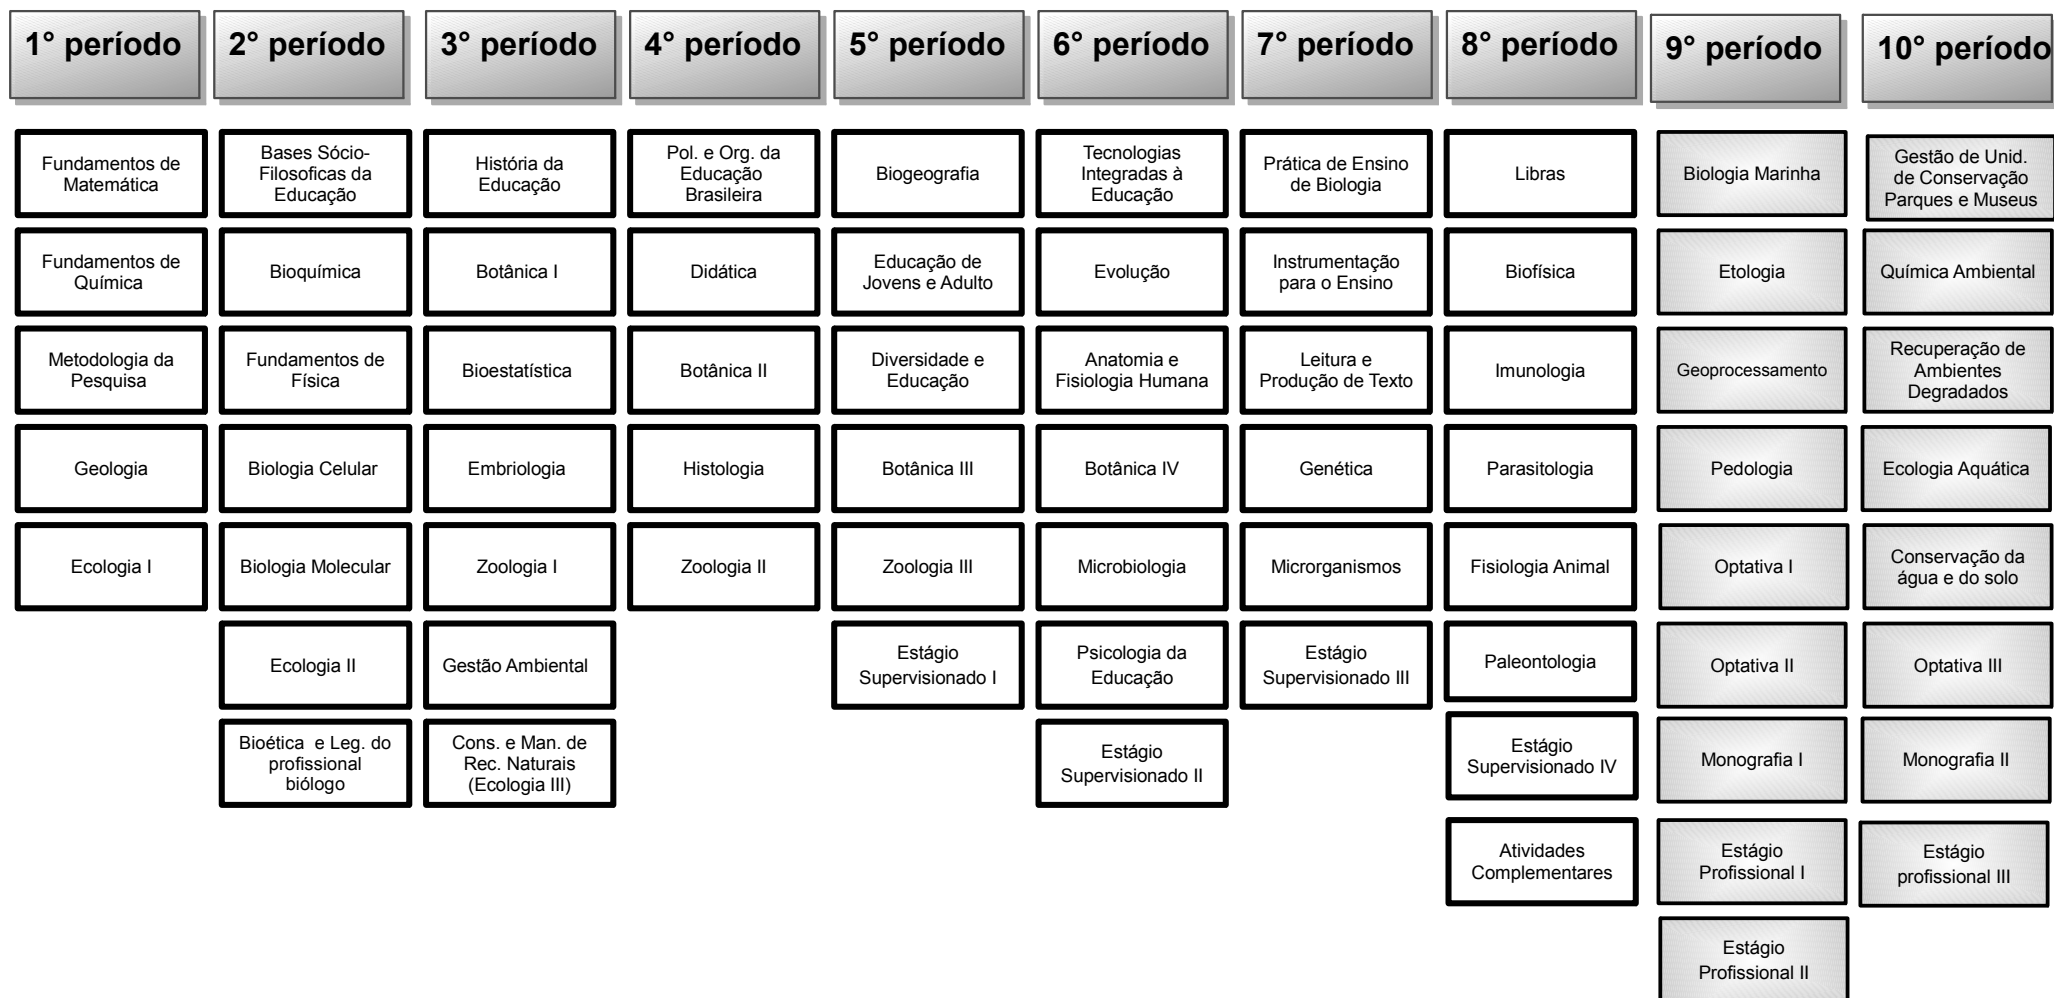 1° período
2° período
3° período
4° período
5° período
6° período
7° período
8° período
9° período
10° período
Fundamentos de
Matemática
Bases Sócio-
Filosoficas da
Educação
História da
Educação
Pol. e Org. da
Educação
Brasileira
Biogeografia
Tecnologias
Integradas à
Educação
Prática de Ensino
de Biologia
Libras
Biologia Marinha
Gestão de Unid.
de Conservação
Parques e Museus
Fundamentos de
Química
Bioquímica
Botânica I
Didática
Educação de
Jovens e Adulto
Evolução
Instrumentação
para o Ensino
Biofísica
Etologia
Química Ambiental
Metodologia da
Pesquisa
Fundamentos de
Física
Bioestatística
Botânica II
Diversidade e
Educação
Anatomia e
Fisiologia Humana
Leitura e
Produção de Texto
Imunologia
Geoprocessamento
Recuperação de
Ambientes
Degradados
Geologia
Biologia Celular
Embriologia
Histologia
Botânica III
Botânica IV
Genética
Parasitologia
Pedologia
Ecologia Aquática
Ecologia I
Biologia Molecular
Zoologia I
Zoologia II
Zoologia III
Microbiologia
Microrganismos
Fisiologia Animal
Optativa I
Conservação da
água e do solo
Ecologia II
Gestão Ambiental
Estágio
Supervisionado I
Psicologia da
Educação
Estágio
Supervisionado III
Paleontologia
Optativa II
Optativa III
Bioética e Leg. do
profissional
biólogo
Cons. e Man. de
Rec. Naturais
(Ecologia III)
Estágio
Supervisionado II
Estágio
Supervisionado IV
Monografia I
Monografia II
Atividades
Complementares
Estágio
Profissional I
Estágio
profissional III
Estágio
Profissional II